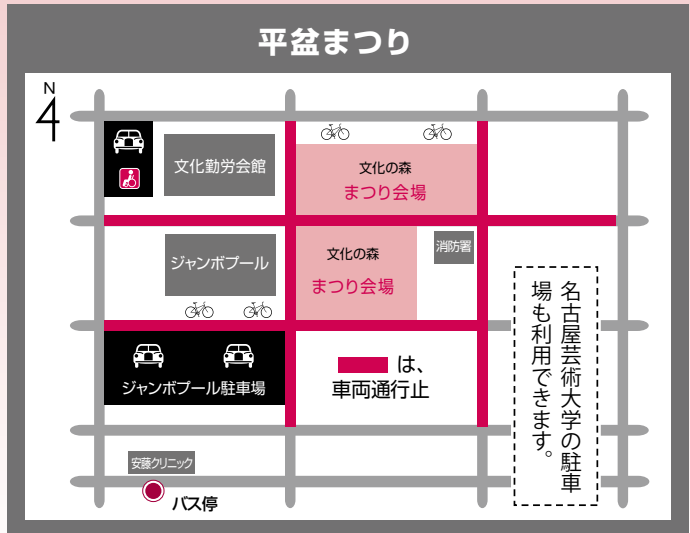 平盆まつり
N
文化勤労会館
文化の森
まつり会場
ジャンボプール
文化の森
まつり会場
消防署
ジャンボプール駐車場
は、
車両通行止
名古屋芸術大学の駐車
場も利用できます。
安藤クリニック
バス停